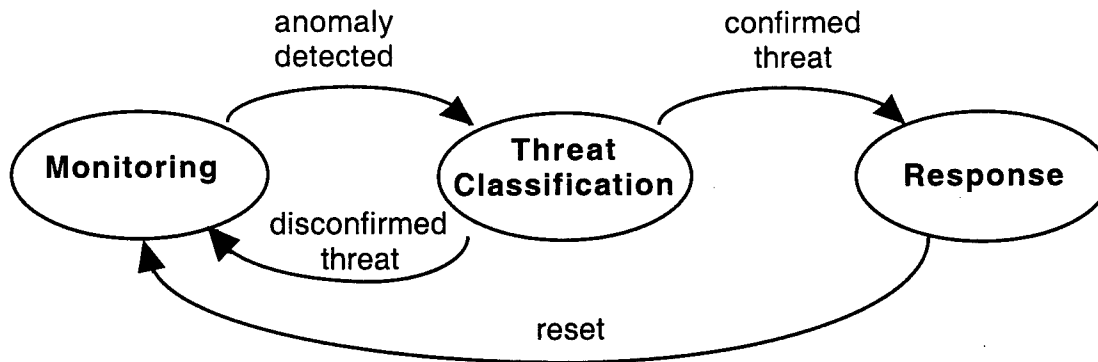 anomaly
detected
confirmed
threat
Monitoring
Threat
Classification
Response
disconfirmed
threat
reset